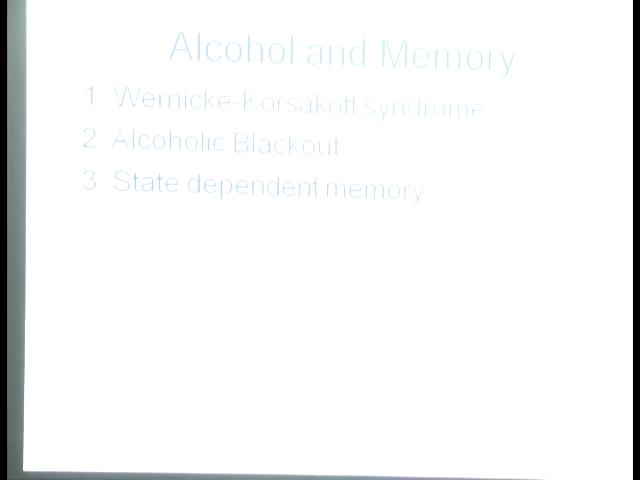 Alcohol and Memory
1 Wernicke-Korsakoff syndrome
2 Alcoholic Blackout
3 State dependent memory